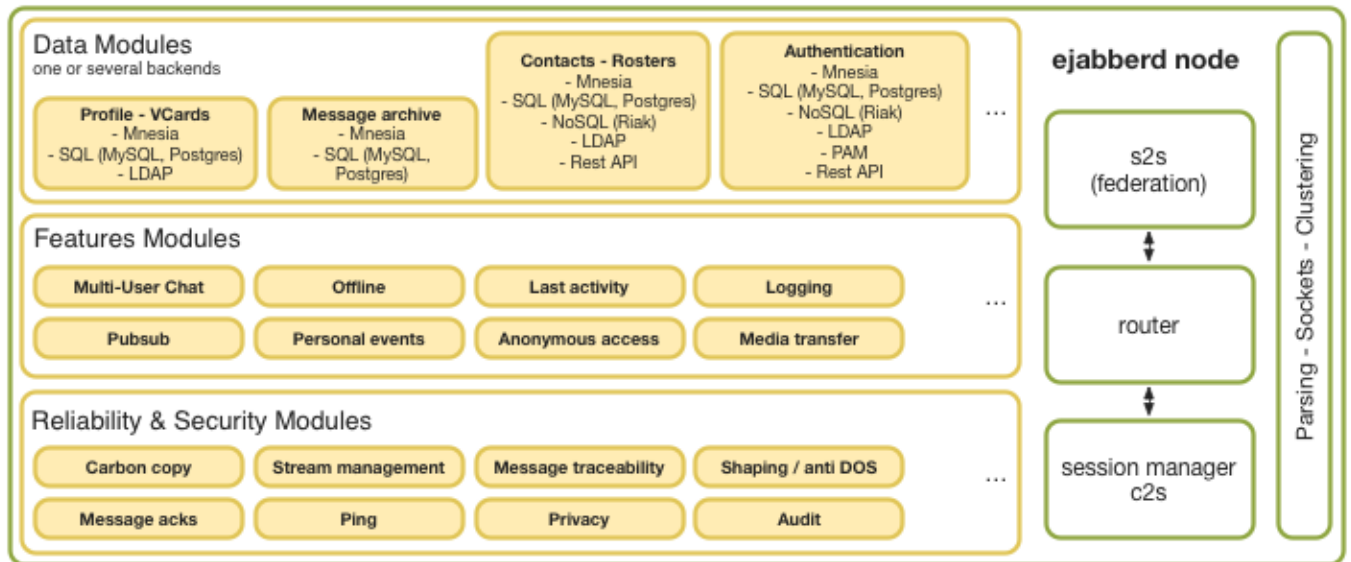 Data Modules
one or several backends
Profile - VCards
- Mnesia
- SQL (MySQL, Postgres)
- LDAP
Message archive
- Mnesia
- SQL (MySQL,
Postgres)
Contacts - Rosters
- Mnesia
- SQL (MySQL, Postgres)
- NoSQL (Riak)
- LDAP
- Rest API
Authentication
- Mnesia
- SQL (MySQL, Postgres)
- NoSQL (Riak)
- LDAP
- PAM
- Rest API
...
Features Modules
Multi-User Chat
Offline
Last activity
Logging
Pubsub
Personal events
Anonymous access
Media transfer
...
Reliability & Security Modules
Carbon copy
Stream management
Message traceability
Shaping / anti DOS
Message acks
Ping
Privacy
Audit
...
ejabberd node
s2s
(federation)
router
session manager
c2s
Parsing - Sockets - Clustering